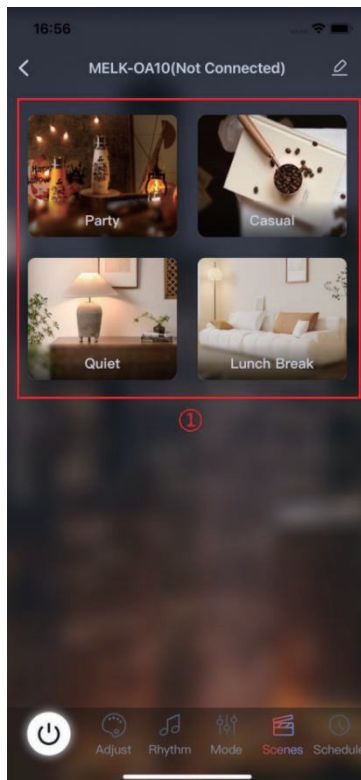 16:56
MELK-OA10(Not Connected)
Party
Casual
Quiet
Lunch Break
①
Adjust
Rhythm
Mode
Scenes
Schedule